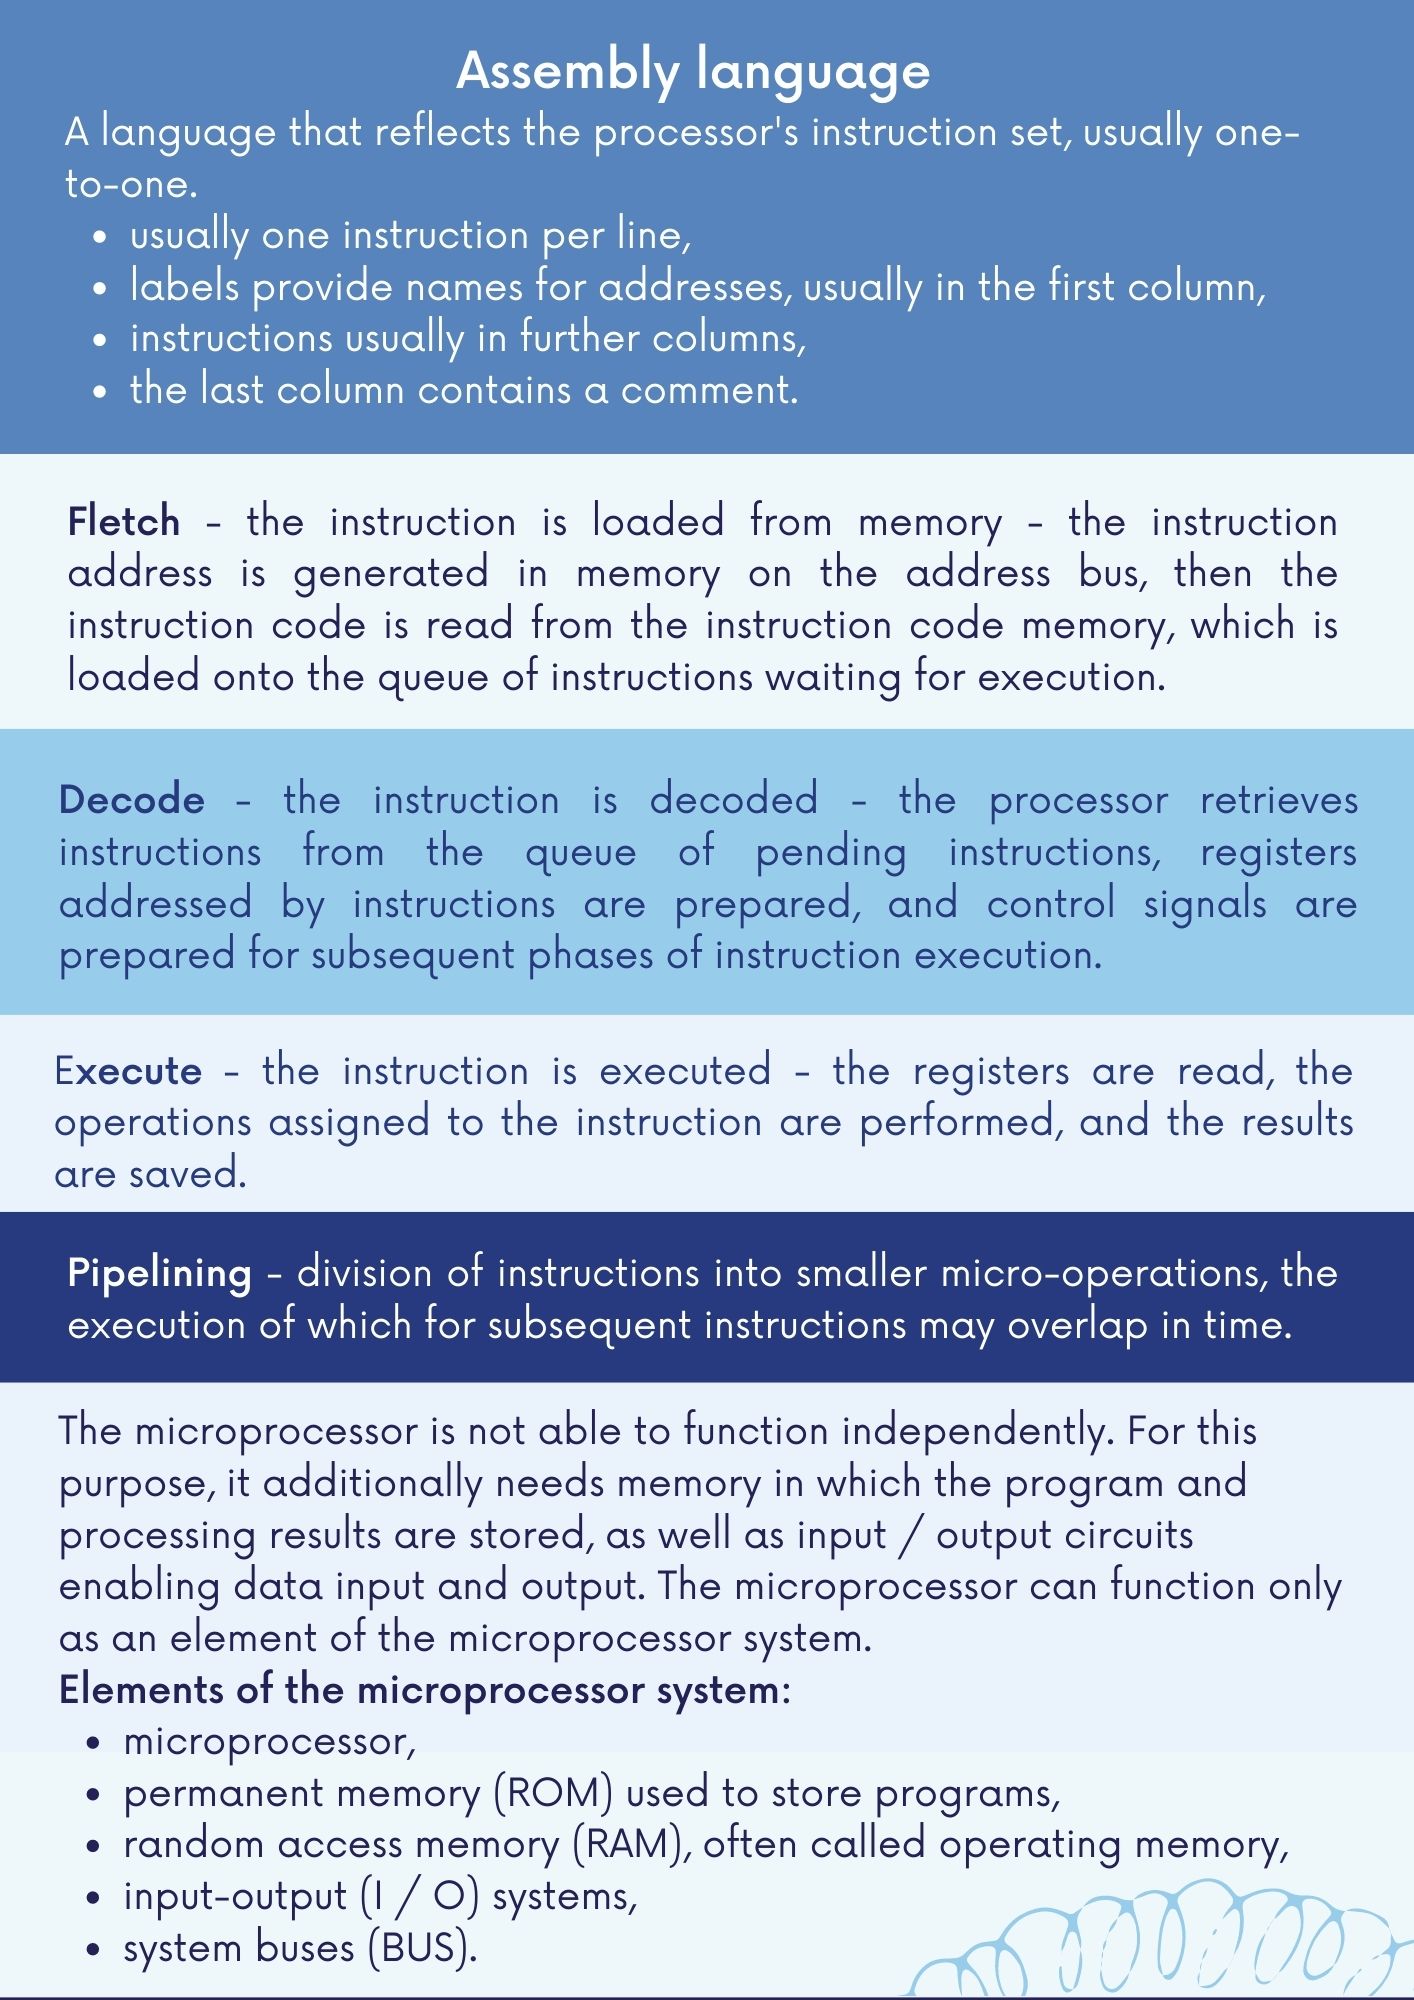 Assembly language
A language that reflects the processor's instruction set, usually one-
to-one.
• usually one instruction per line,
• labels provide names for addresses, usually in the first column,
• instructions usually in further columns,
• the last column contains a comment.
Fletch - the instruction is loaded from memory - the instruction
address is generated in memory on the address bus, then the
instruction code is read from the instruction code memory, which is
loaded onto the queue of instructions waiting for execution.
Decode - the instruction is decoded - the processor retrieves
instructions from the queue of pending instructions, registers
addressed by instructions are prepared, and control signals are
prepared for subsequent phases of instruction execution.
Execute - the instruction is executed - the registers are read, the
operations assigned to the instruction are performed, and the results
are saved.
Pipelining - division of instructions into smaller micro-operations, the
execution of which for subsequent instructions may overlap in time.
The microprocessor is not able to function independently. For this
purpose, it additionally needs memory in which the program and
processing results are stored, as well as input / output circuits
enabling data input and output. The microprocessor can function only
as an element of the microprocessor system.
Elements of the microprocessor system:
• microprocessor,
• permanent memory (ROM) used to store programs,
• random access memory (RAM), often called operating memory,
• input-output (I / O) systems,
• system buses (BUS).